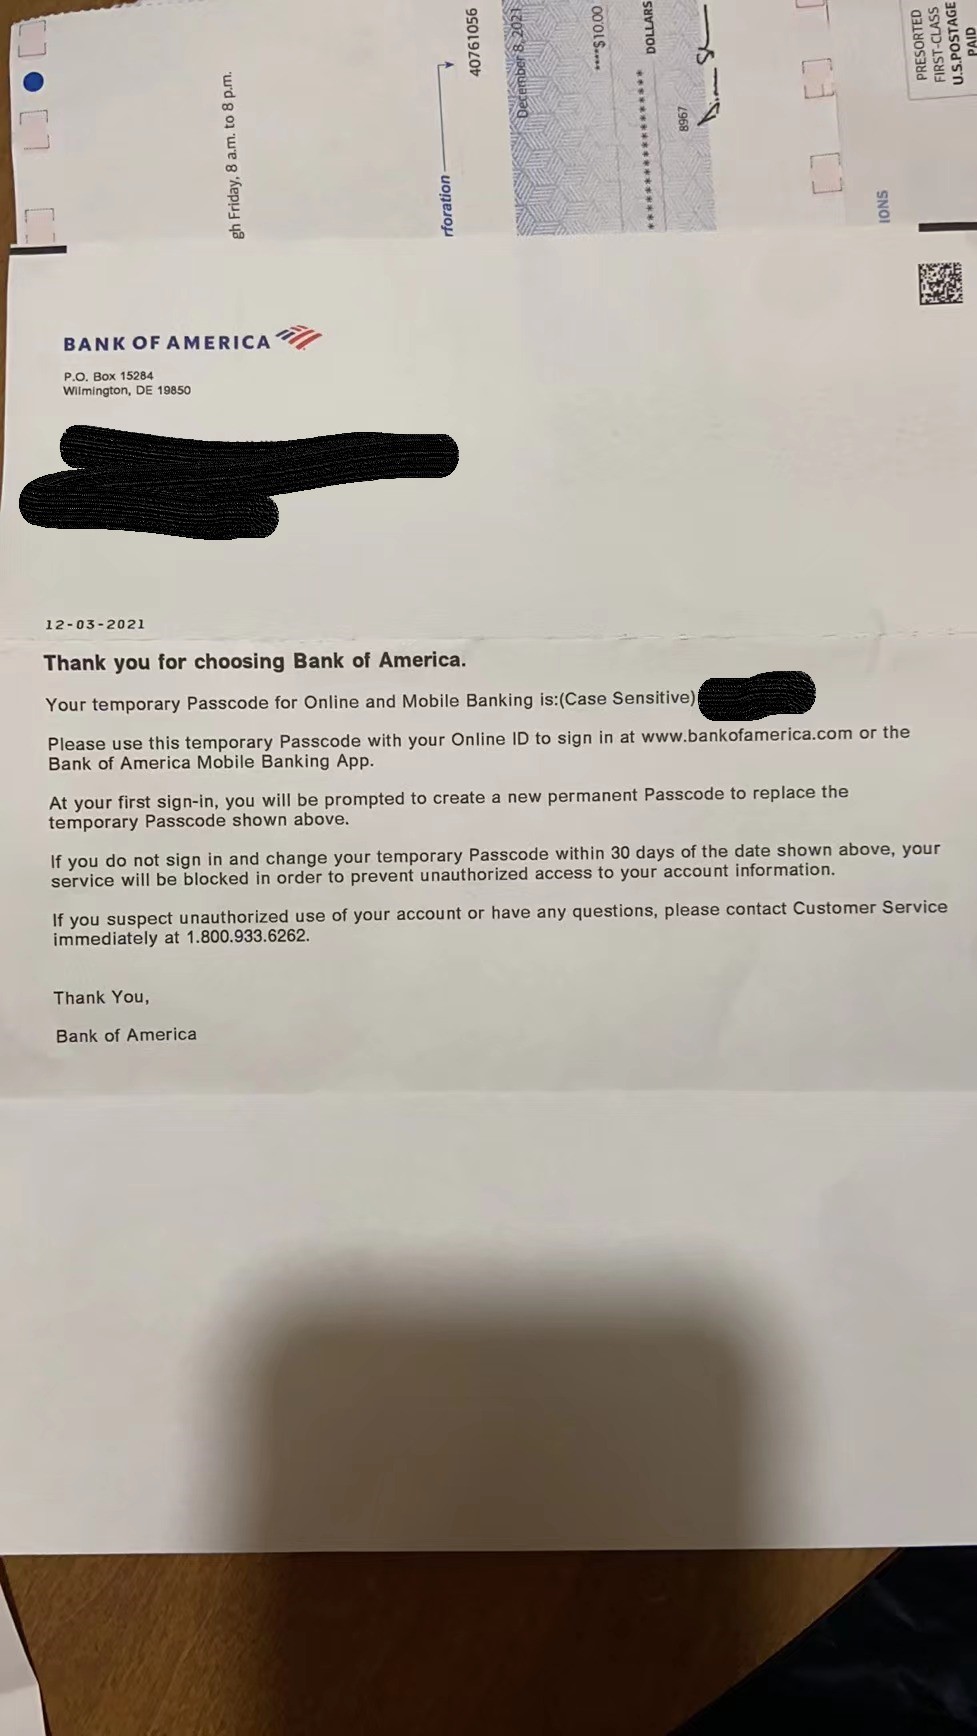 gh Friday, 8 a.m. to 8 p.m.
rforation
40761056
December 8, 2021
****$10.00
DOLLARS
8967
IONS
PRESORTED
FIRST-CLASS
U.S.POSTAGE
PAID
BANK OF AMERICA
P.O. Box 15284
Wilmington, DE 19850
12-03-2021
Thank you for choosing Bank of America.
Your temporary Passcode for Online and Mobile Banking is:(Case Sensitive)
Please use this temporary Passcode with your Online ID to sign in at www.bankofamerica.com or the
Bank of America Mobile Banking App.
At your first sign-in, you will be prompted to create a new permanent Passcode to replace the
temporary Passcode shown above.
If you do not sign in and change your temporary Passcode within 30 days of the date shown above, your
service will be blocked in order to prevent unauthorized access to your account information.
If you suspect unauthorized use of your account or have any questions, please contact Customer Service
immediately at 1.800.933.6262.
Thank You,
Bank of America